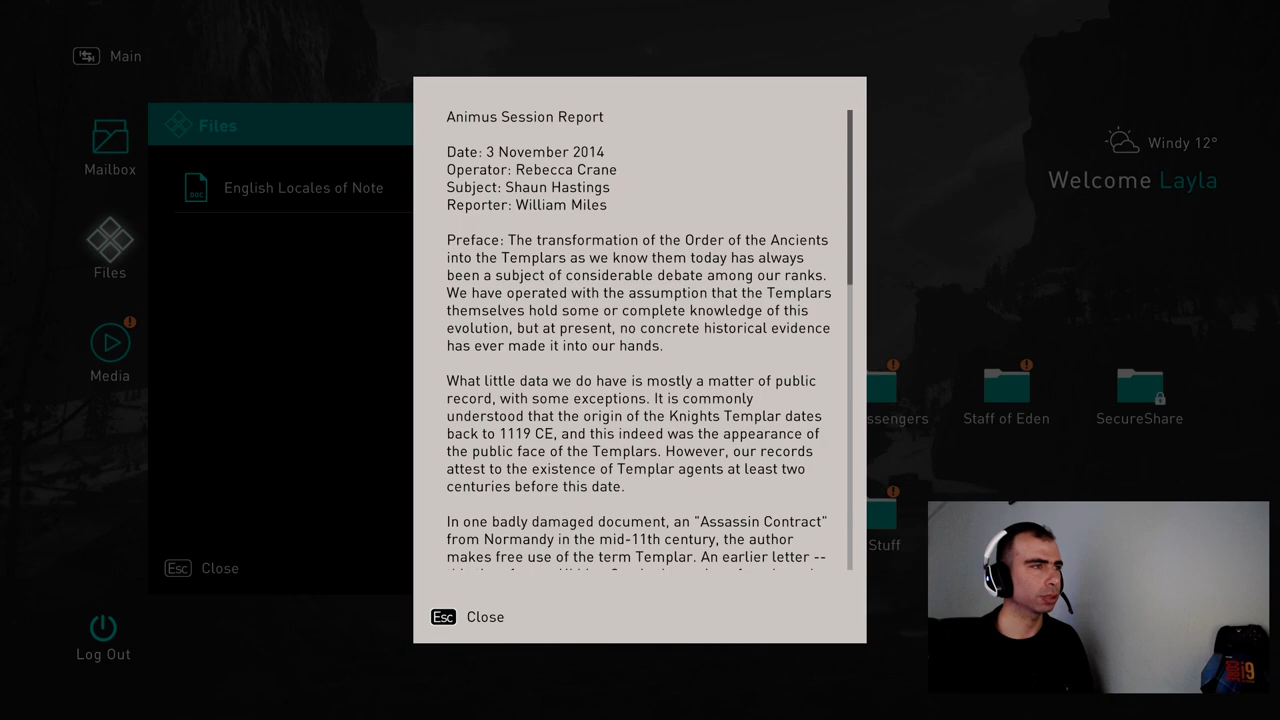 Main
Files
Mailbox
English Locales of Note
Files
Media
Esc Close
Log Out
Animus Session Report
Date: 3 November 2014
Operator: Rebecca Crane
Subject: Shaun Hastings
Reporter: William Miles
Preface: The transformation of the Order of the Ancients
into the Templars as we know them today has always
been a subject of considerable debate among our ranks.
We have operated with the assumption that the Templars
themselves hold some or complete knowledge of this
evolution, but at present, no concrete historical evidence
has ever made it into our hands.
What little data we do have is mostly a matter of public
record, with some exceptions. It is commonly
understood that the origin of the Knights Templar dates
back to 1119 CE, and this indeed was the appearance of
the public face of the Templars. However, our records
attest to the existence of Templar agents at least two
centuries before this date.
In one badly damaged document, an "Assassin Contract"
from Normandy in the mid-11th century, the author
makes free use of the term Templar. An earlier letter --
Esc Close
Windy 12°
Welcome Layla
ssengers
Staff of Eden
SecureShare
Stuff
DOC
i9